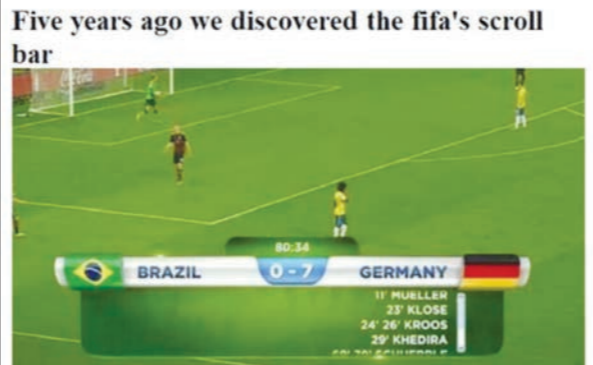 Five years ago we discovered the fifa's scroll
bar
80:34
BRAZIL 0 - 7 GERMANY
11' MUELLER
23' KLOSE
24' 26' KROOS
29' KHEDIRA